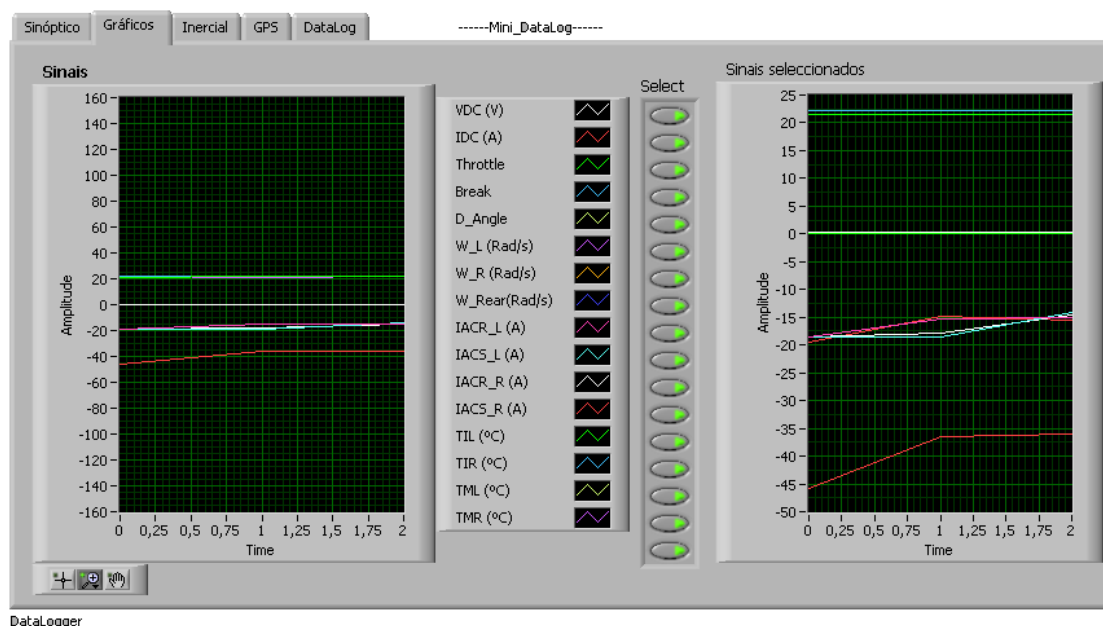 Sinóptico Gráficos Inercial GPS DataLog ------Mini_DataLog------
Sinais
160
140
120
100
80
60
40
20
0
-20
-40
-60
-80
-100
-120
-140
-160
Amplitude
0 0,25 0,5 0,75 1 1,25 1,5 1,75 2
Time
VDC (V)
IDC (A)
Throttle
Break
D_Angle
W_L (Rad/s)
W_R (Rad/s)
W_Rear(Rad/s)
IACR_L (A)
IACS_L (A)
IACR_R (A)
IACS_R (A)
TIL (ºC)
TIR (ºC)
TML (ºC)
TMR (ºC)
Select
Sinais seleccionados
25
20
15
10
5
0
-5
-10
-15
-20
-25
-30
-35
-40
-45
-50
Amplitude
0 0,25 0,5 0,75 1 1,25 1,5 1,75 2
Time
DataLogger